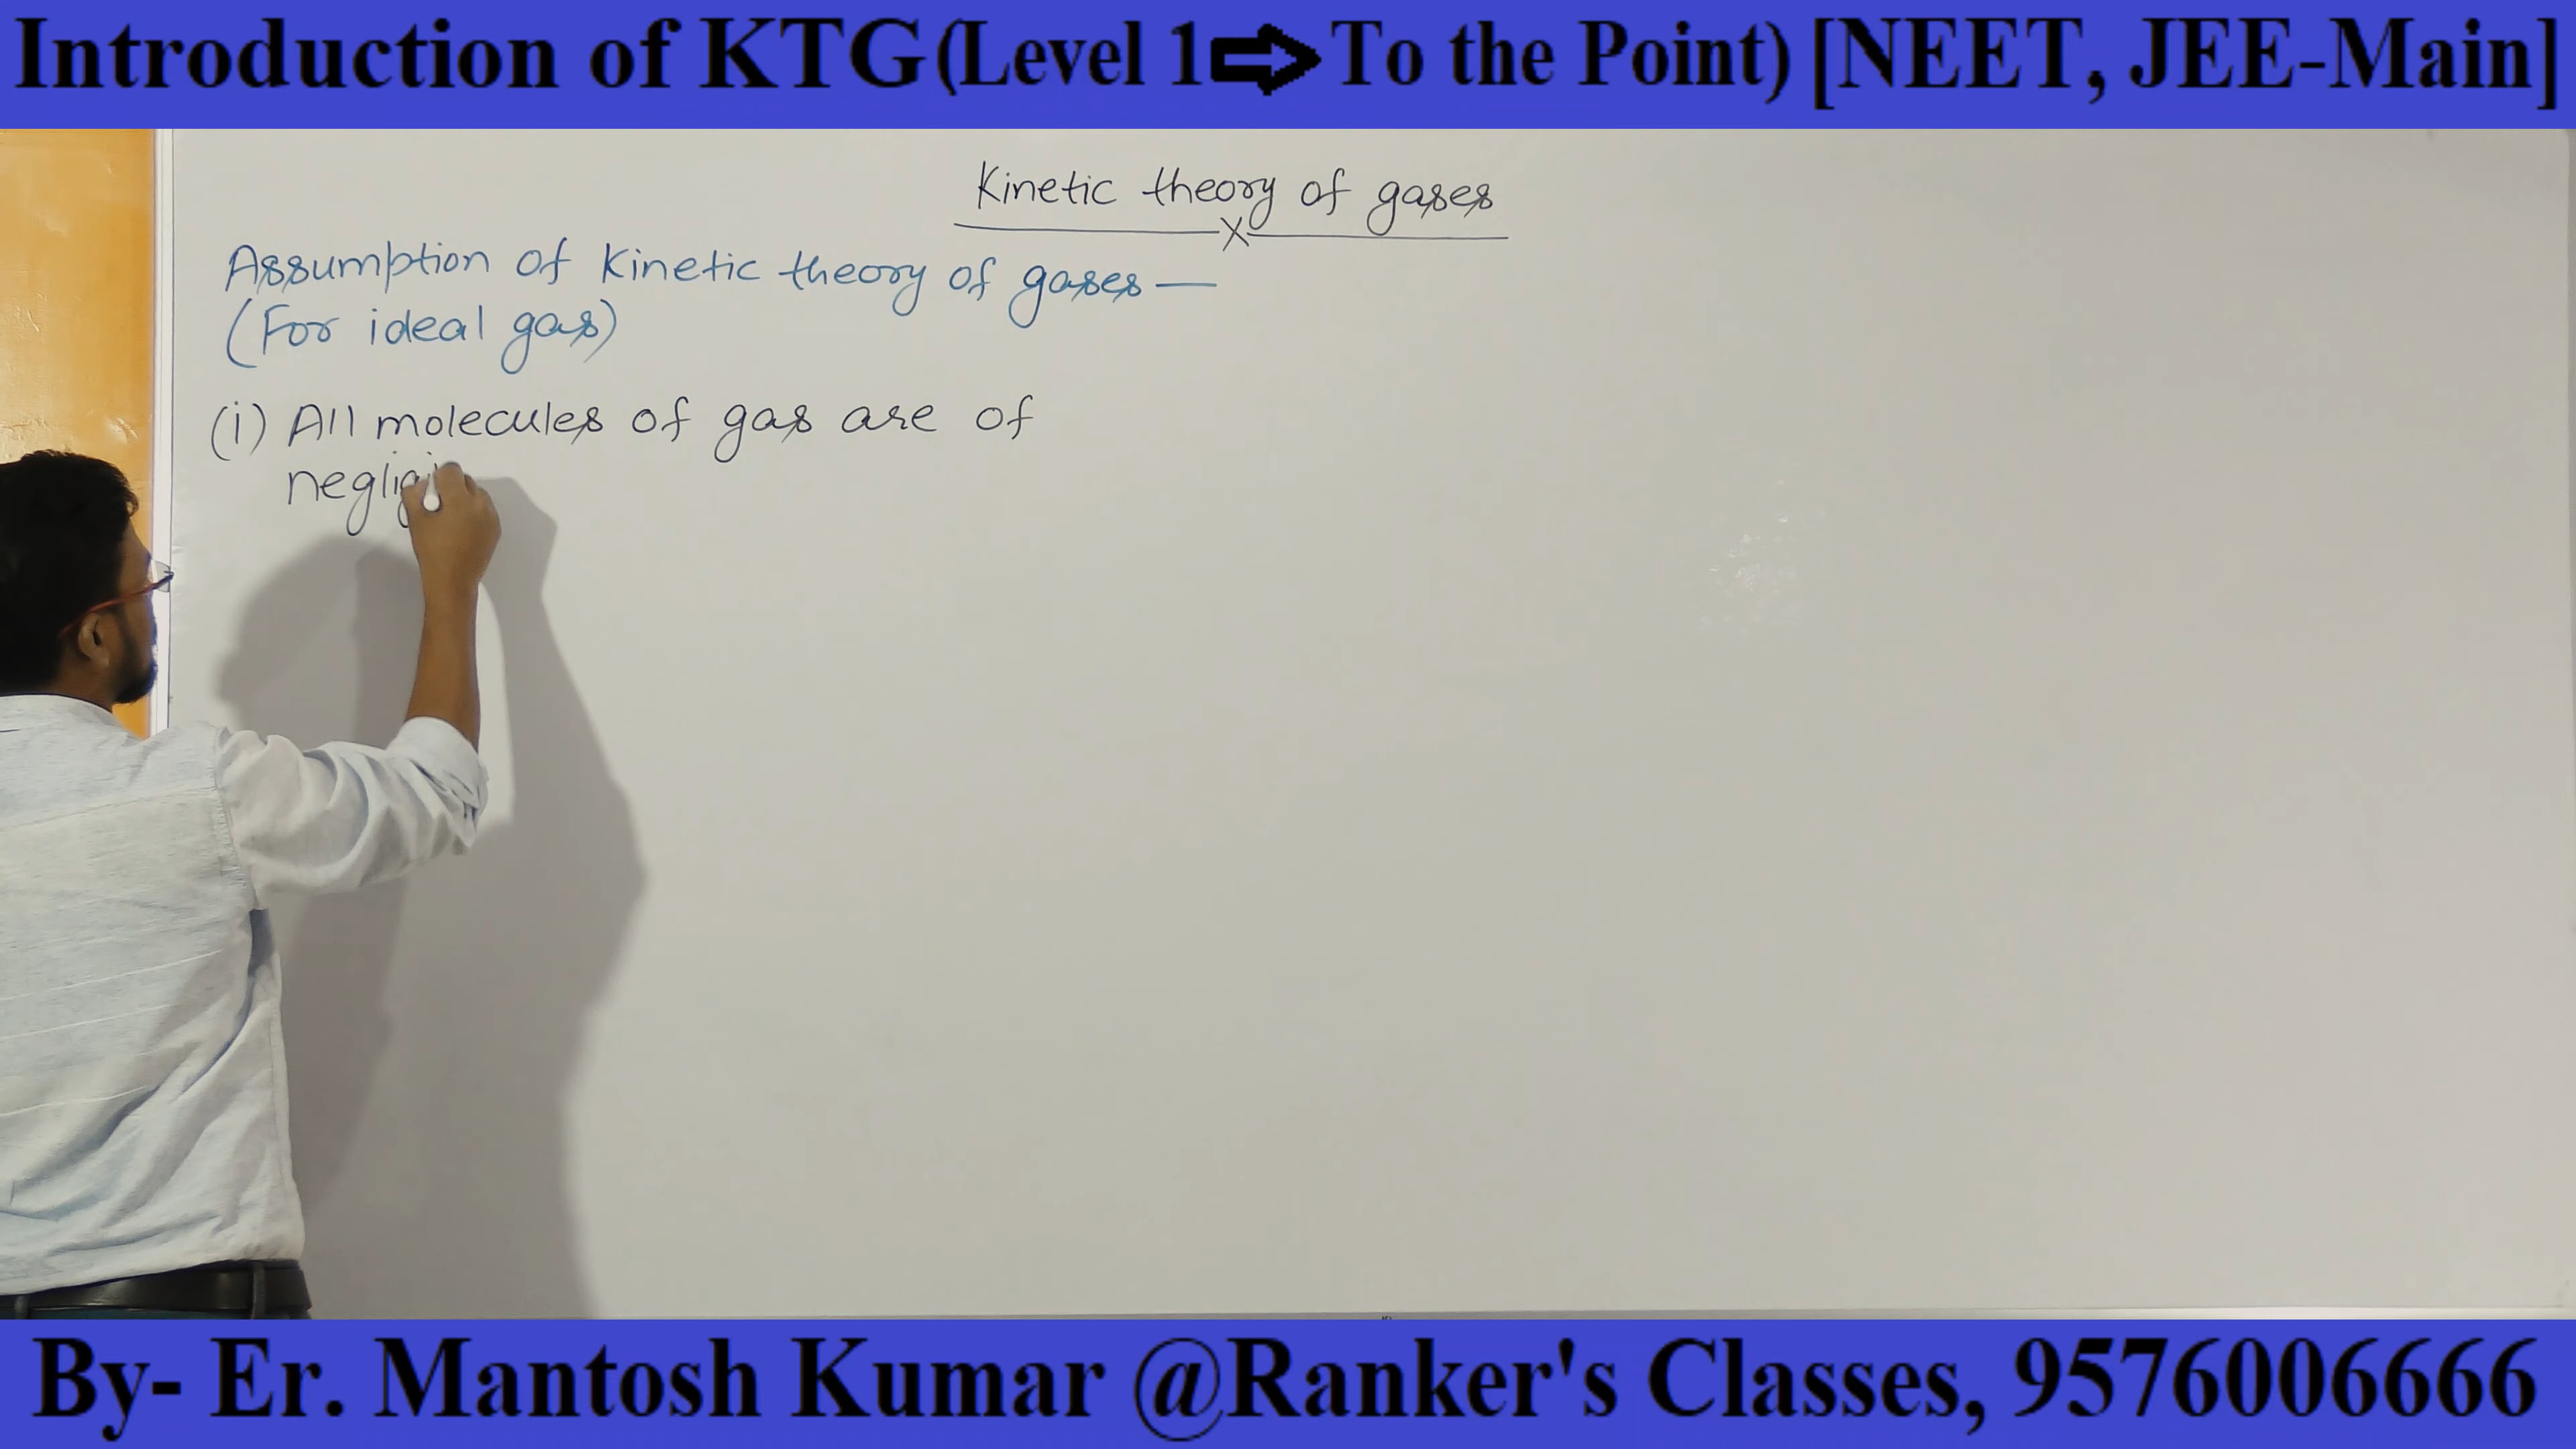 Introduction of KTG(Level 1⇨To the Point) [NEET, JEE-Main]
Kinetic theory of gases
x
Assumption of Kinetic theory of gases —
(For ideal gas)
(i) All molecules of gas are of
By- Er. Mantosh Kumar @Ranker's Classes, 9576006666